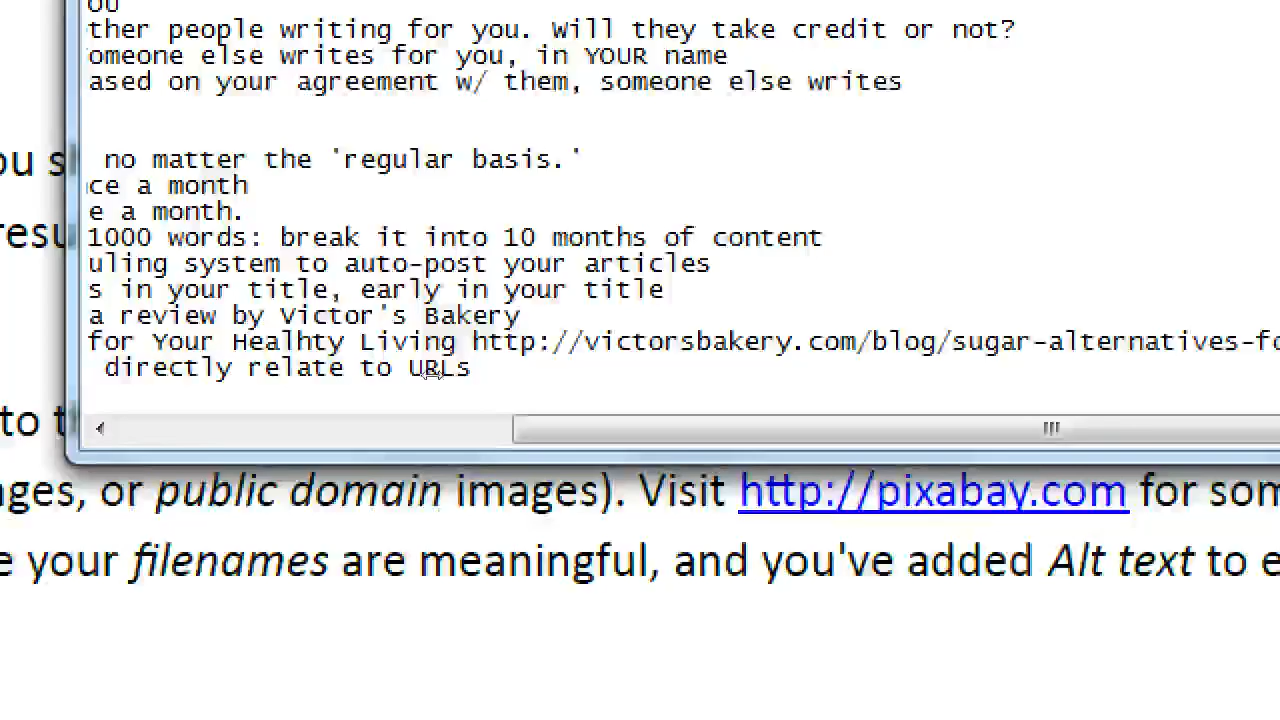 ou
ther people writing for you. Will they take credit or not?
omeone else writes for you, in YOUR name
ased on your agreement w/ them, someone else writes
ou s
no matter the 'regular basis.'
ce a month
e a month.
resu
1000 words: break it into 10 months of content
uling system to auto-post your articles
s in your title, early in your title
a review by Victor's Bakery
for Your Healhty Living http://victorsbakery.com/blog/sugar-alternatives-fo
directly relate to URLs
to t
ages, or public domain images). Visit http://pixabay.com for som
e your filenames are meaningful, and you've added Alt text to e